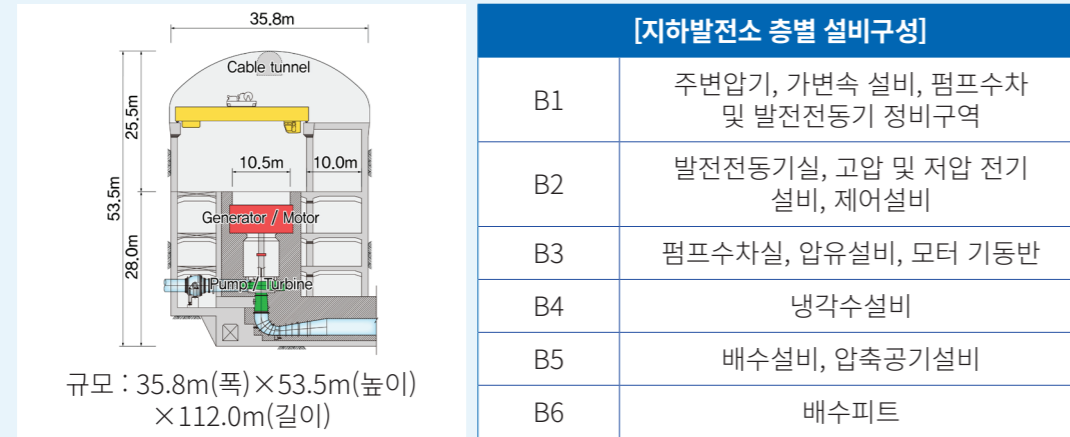 35.8m
Cable tunnel
25.5m
10.5m
10.0m
53.5m
Generator / Motor
28.0m
Pump / Turbine
규모 : 35.8m(폭)×53.5m(높이)
×112.0m(길이)
[지하발전소 층별 설비구성]
B1
주변압기, 가변속 설비, 펌프수차
및 발전전동기 정비구역
B2
발전전동기실, 고압 및 저압 전기
설비, 제어설비
B3
펌프수차실, 압유설비, 모터 기동반
B4
냉각수설비
B5
배수설비, 압축공기설비
B6
배수피트